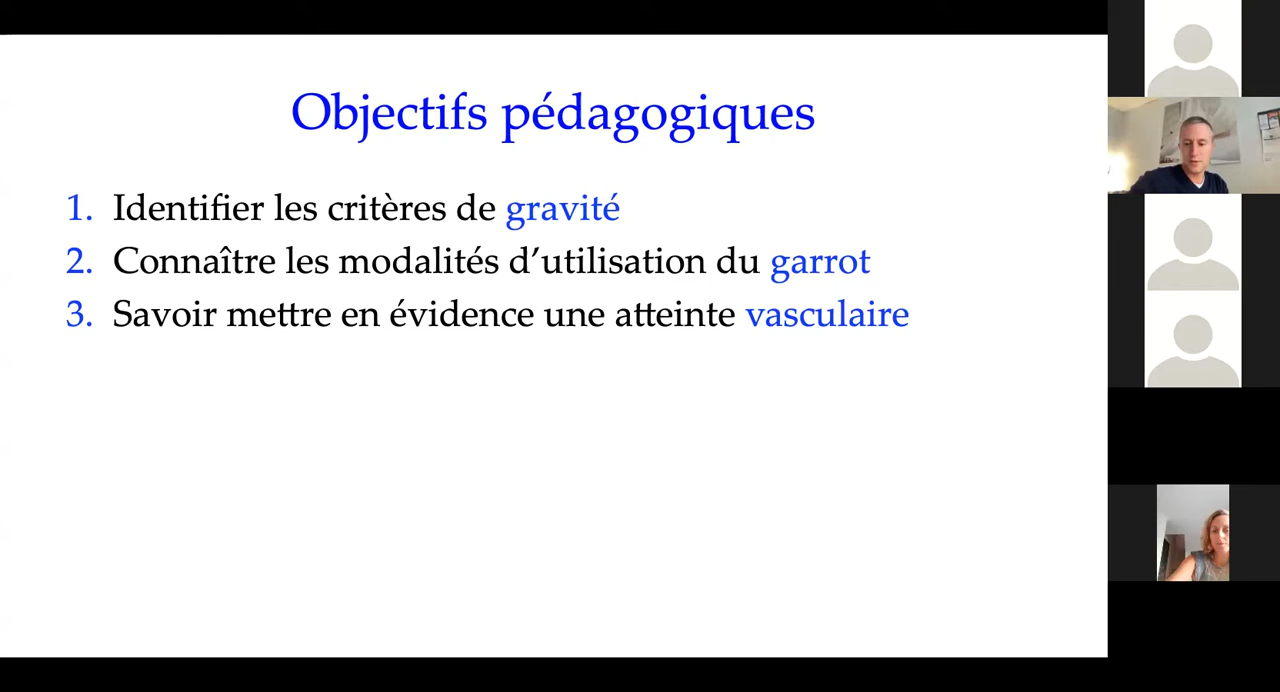 Objectifs pédagogiques
1. Identifier les critères de gravité
2. Connaître les modalités d’utilisation du garrot
3. Savoir mettre en évidence une atteinte vasculaire